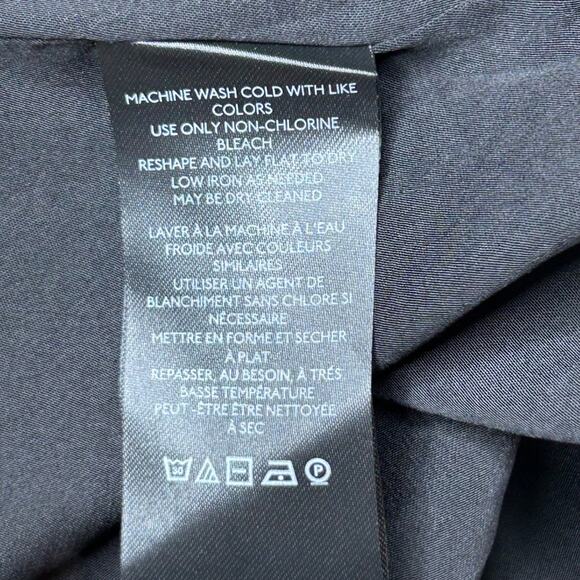 MACHINE WASH COLD WITH LIKE
COLORS
USE ONLY NON-CHLORINE
BLEACH
RESHAPE AND LAY FLAT TO DRY
LOW IRON AS NEEDED
MAY BE DRY CLEANED
LAVER À LA MACHINE À L'EAU
FROIDE AVEC COULEURS
SIMILAIRES
UTILISER UN AGENT DE
BLANCHIMENT SANS CHLORE SI
NÉCESSAIRE
METTRE EN FORME ET SECHER
À PLAT
REPASSER, AU BESOIN, À TRÉS
BASSE TEMPÉRATURE
PEUT -ÊTRE ÊTRE NETTOYÉE
À SEC
30 P